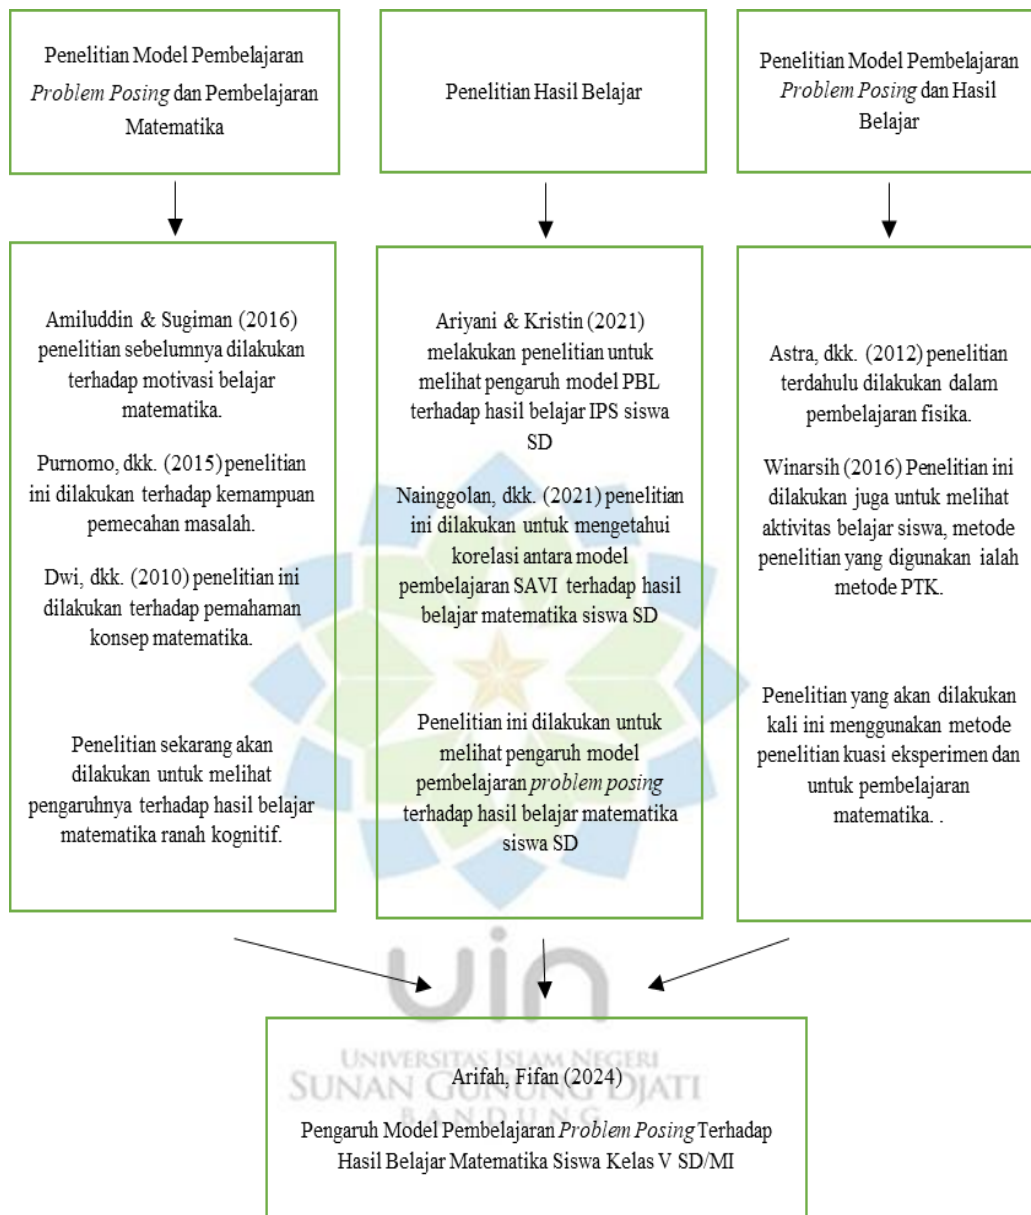 Penelitian Model Pembelajaran
Problem Posing dan Pembelajaran
Matematika
Penelitian Hasil Belajar
Penelitian Model Pembelajaran
Problem Posing dan Hasil
Belajar
Amiluddin & Sugiman (2016)
penelitian sebelumnya dilakukan
terhadap motivasi belajar
matematika.
Purnomo, dkk. (2015) penelitian
ini dilakukan terhadap kemampuan
pemecahan masalah.
Dwi, dkk. (2010) penelitian ini
dilakukan terhadap pemahaman
konsep matematika.
Penelitian sekarang akan
dilakukan untuk melihat
pengaruhnya terhadap hasil belajar
matematika ranah kognitif.
Ariyani & Kristin (2021)
melakukan penelitian untuk
melihat pengaruh model PBL
terhadap hasil belajar IPS siswa
SD
Nainggolan, dkk. (2021) penelitian
ini dilakukan untuk mengetahui
korelasi antara model
pembelajaran SAVI terhadap hasil
belajar matematika siswa SD
Penelitian ini dilakukan untuk
melihat pengaruh model
pembelajaran problem posing
terhadap hasil belajar matematika
siswa SD
Astra, dkk. (2012) penelitian
terdahulu dilakukan dalam
pembelajaran fisika.
Winarsih (2016) Penelitian ini
dilakukan juga untuk melihat
aktivitas belajar siswa, metode
penelitian yang digunakan ialah
metode PTK.
Penelitian yang akan dilakukan
kali ini menggunakan metode
penelitian kuasi eksperimen dan
untuk pembelajaran
matematika. .
uin
UNIVERSITAS ISLAM NEGERI
SUNAN GUNUNG DJATI
BANDUNG
Arifah, Fifan (2024)
Pengaruh Model Pembelajaran Problem Posing Terhadap
Hasil Belajar Matematika Siswa Kelas V SD/MI